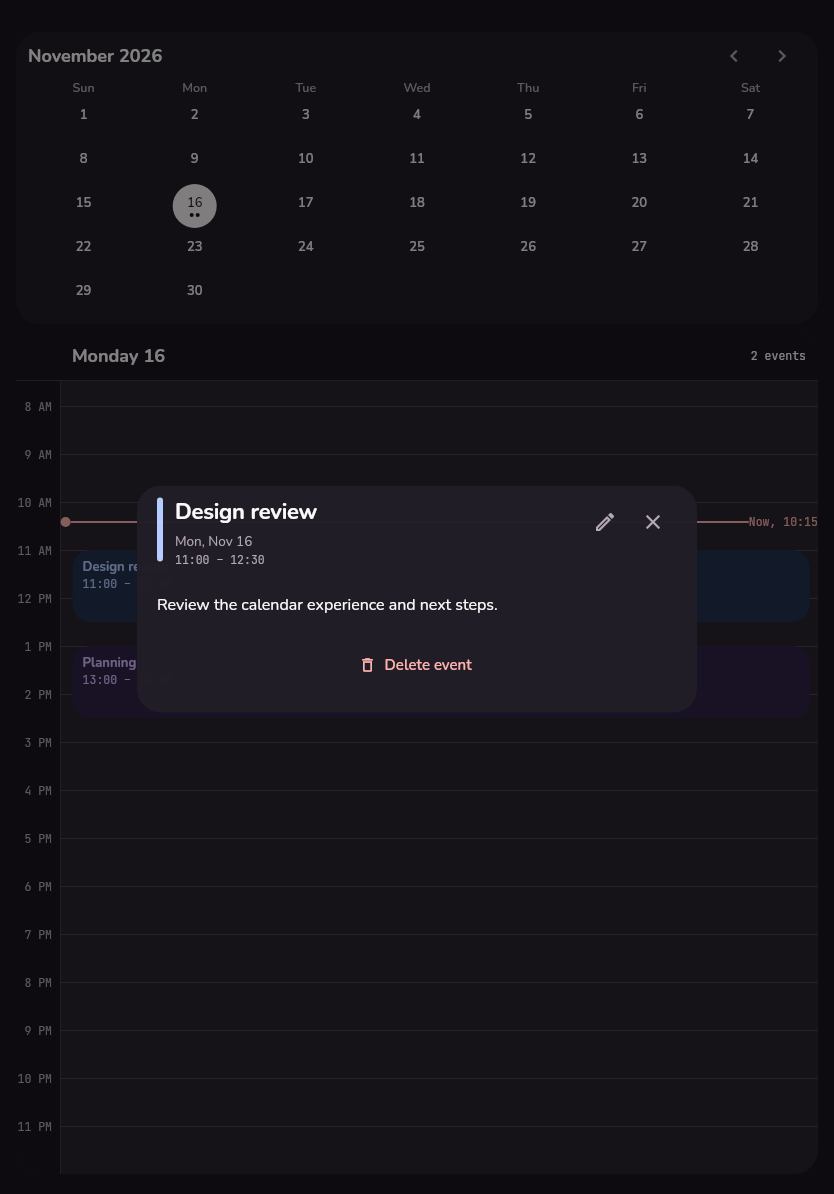 November 2026
Sun Mon Tue Wed Thu Fri Sat
1 2 3 4 5 6 7
8 9 10 11 12 13 14
15 16 17 18 19 20 21
22 23 24 25 26 27 28
29 30
Monday 16
2 events
8 AM
9 AM
10 AM
Now, 10:15
11 AM
Design
11:00 –
12 PM
1 PM
Planning
13:00 –
2 PM
3 PM
4 PM
5 PM
6 PM
7 PM
8 PM
9 PM
10 PM
11 PM
Design review
Mon, Nov 16
11:00 – 12:30
Review the calendar experience and next steps.
Delete event